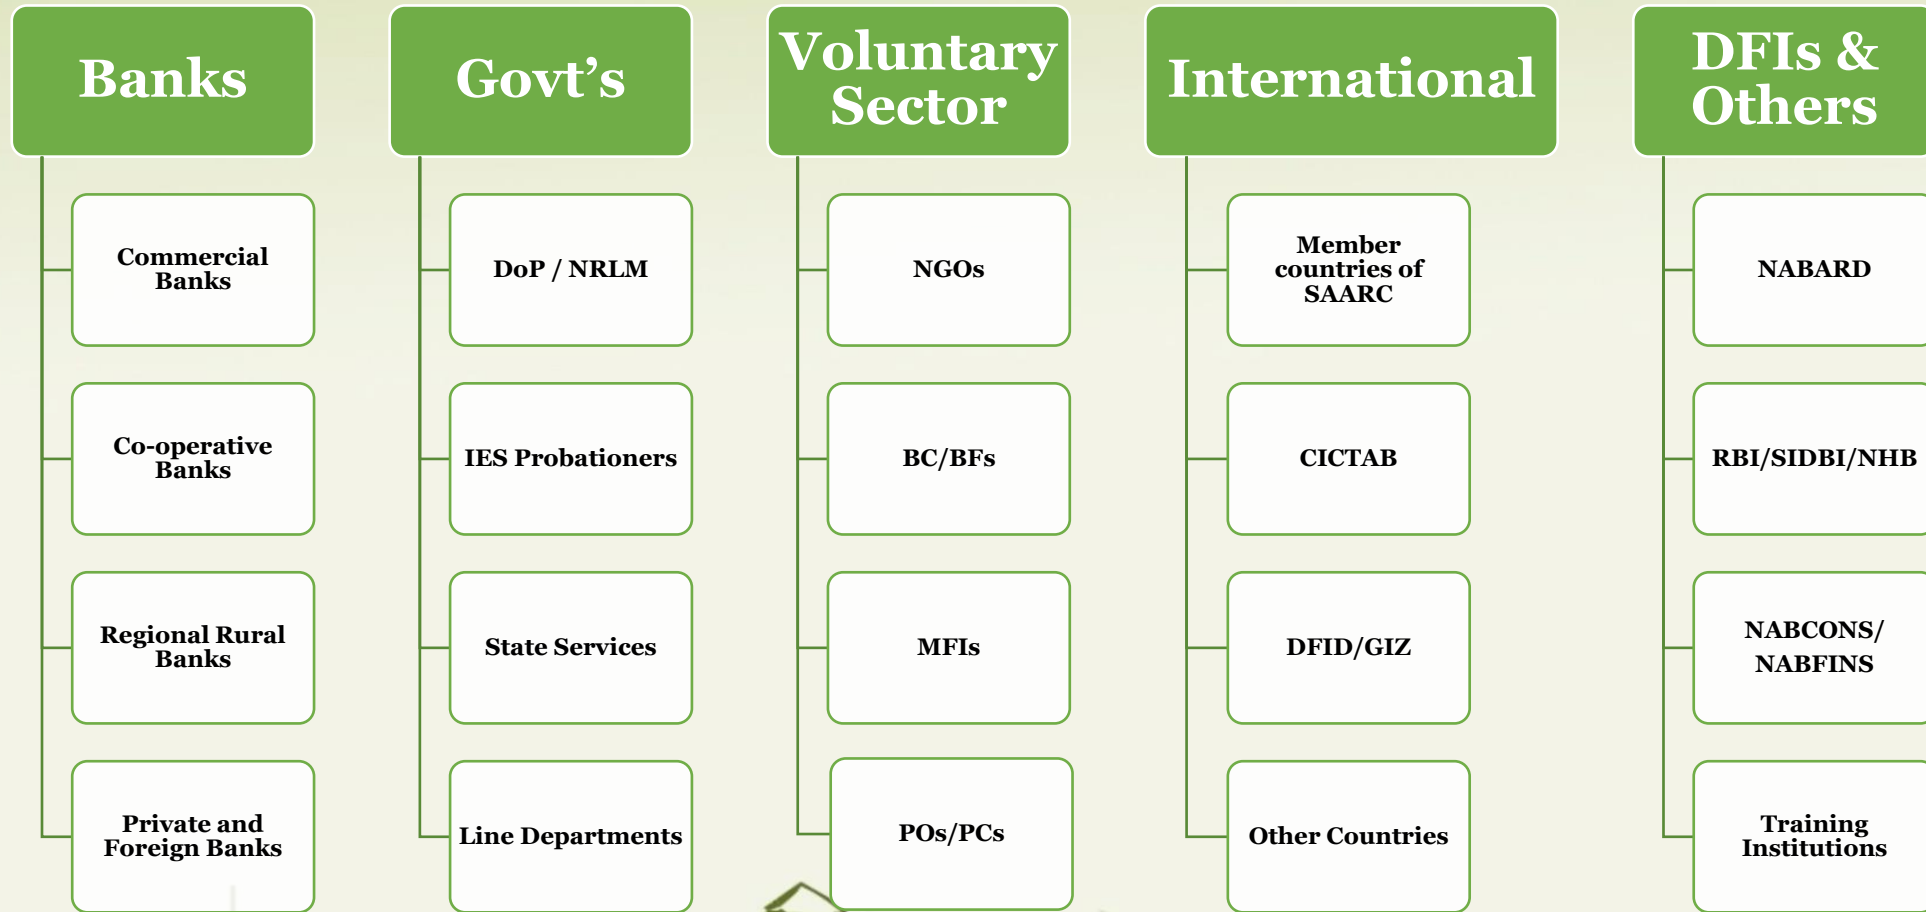 Banks
Commercial
Banks
Co-operative
Banks
Regional Rural
Banks
Private and
Foreign Banks
Govt’s
DoP / NRLM
IES Probationers
State Services
Line Departments
Voluntary
Sector
NGOs
BC/BFs
MFIs
POs/PCs
International
Member
countries of
SAARC
CICTAB
DFID/GIZ
Other Countries
DFIs &
Others
NABARD
RBI/SIDBI/NHB
NABCONS/
NABFINS
Training
Institutions